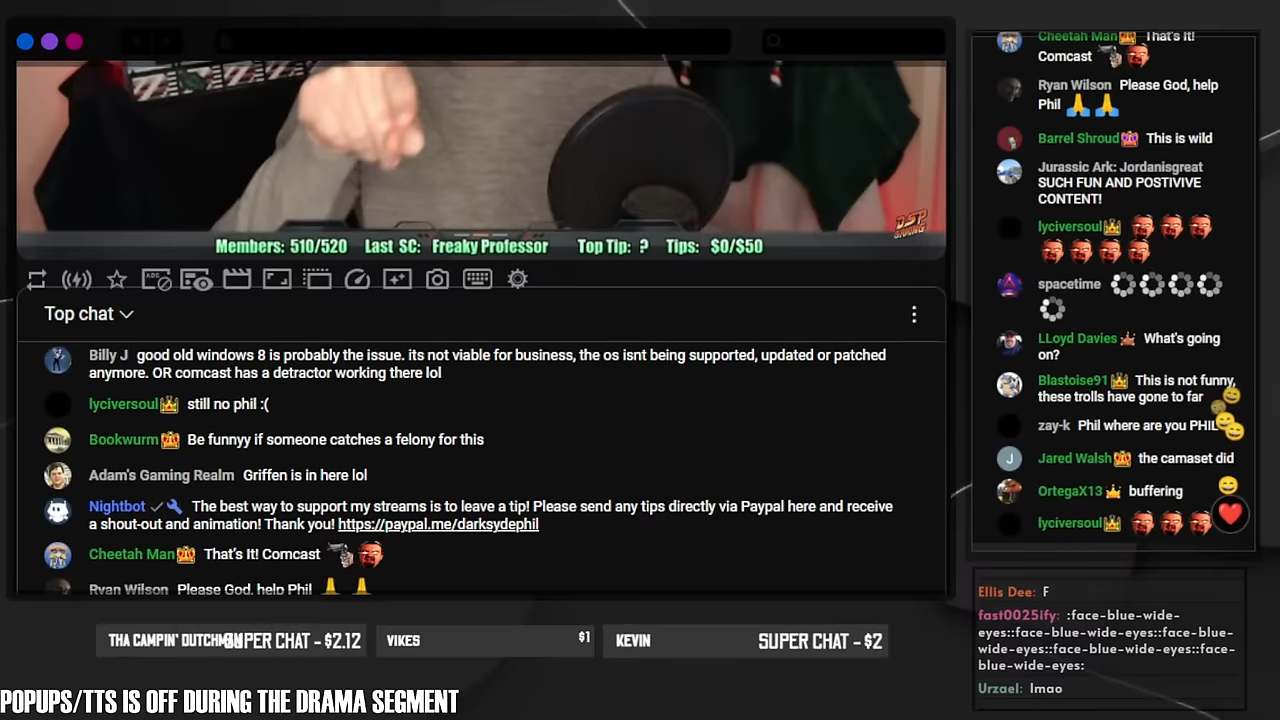 DSP
GAMING
Members: 510/520 Last SC: Freaky Professor Top Tip: ? Tips: $0/$50
Top chat
Billy J good old windows 8 is probably the issue. its not viable for business, the os isnt being supported, updated or patched
anymore. OR comcast has a detractor working there lol
lyciversoul still no phil :(
Bookwurm Be funnyy if someone catches a felony for this
Adam's Gaming Realm Griffen is in here lol
Nightbot The best way to support my streams is to leave a tip! Please send any tips directly via Paypal here and receive
a shout-out and animation! Thank you! https://paypal.me/darksydephil
Cheetah Man That's It! Comcast
Ryan Wilson Please God, help Phil
THA CAMPIN' DUTCHMAN SUPER CHAT - $2.12
VIKES $1
KEVIN SUPER CHAT - $2
POPUPS/TTS IS OFF DURING THE DRAMA SEGMENT
Cheetah Man That's It!
Comcast
Ryan Wilson Please God, help
Phil
Barrel Shroud This is wild
Jurassic Ark: Jordanisgreat
SUCH FUN AND POSTIVIVE
CONTENT!
lyciversoul
spacetime
LLoyd Davies What's going
on?
Blastoise91 This is not funny,
these trolls have gone to far
zay-k Phil where are you PHIL
J
Jared Walsh the camaset did
OrtegaX13 buffering
lyciversoul
Ellis Dee: F
fast0025ify: :face-blue-wide-
eyes::face-blue-wide-eyes::face-blue-
wide-eyes::face-blue-wide-eyes::face-
blue-wide-eyes:
Urzael: lmao